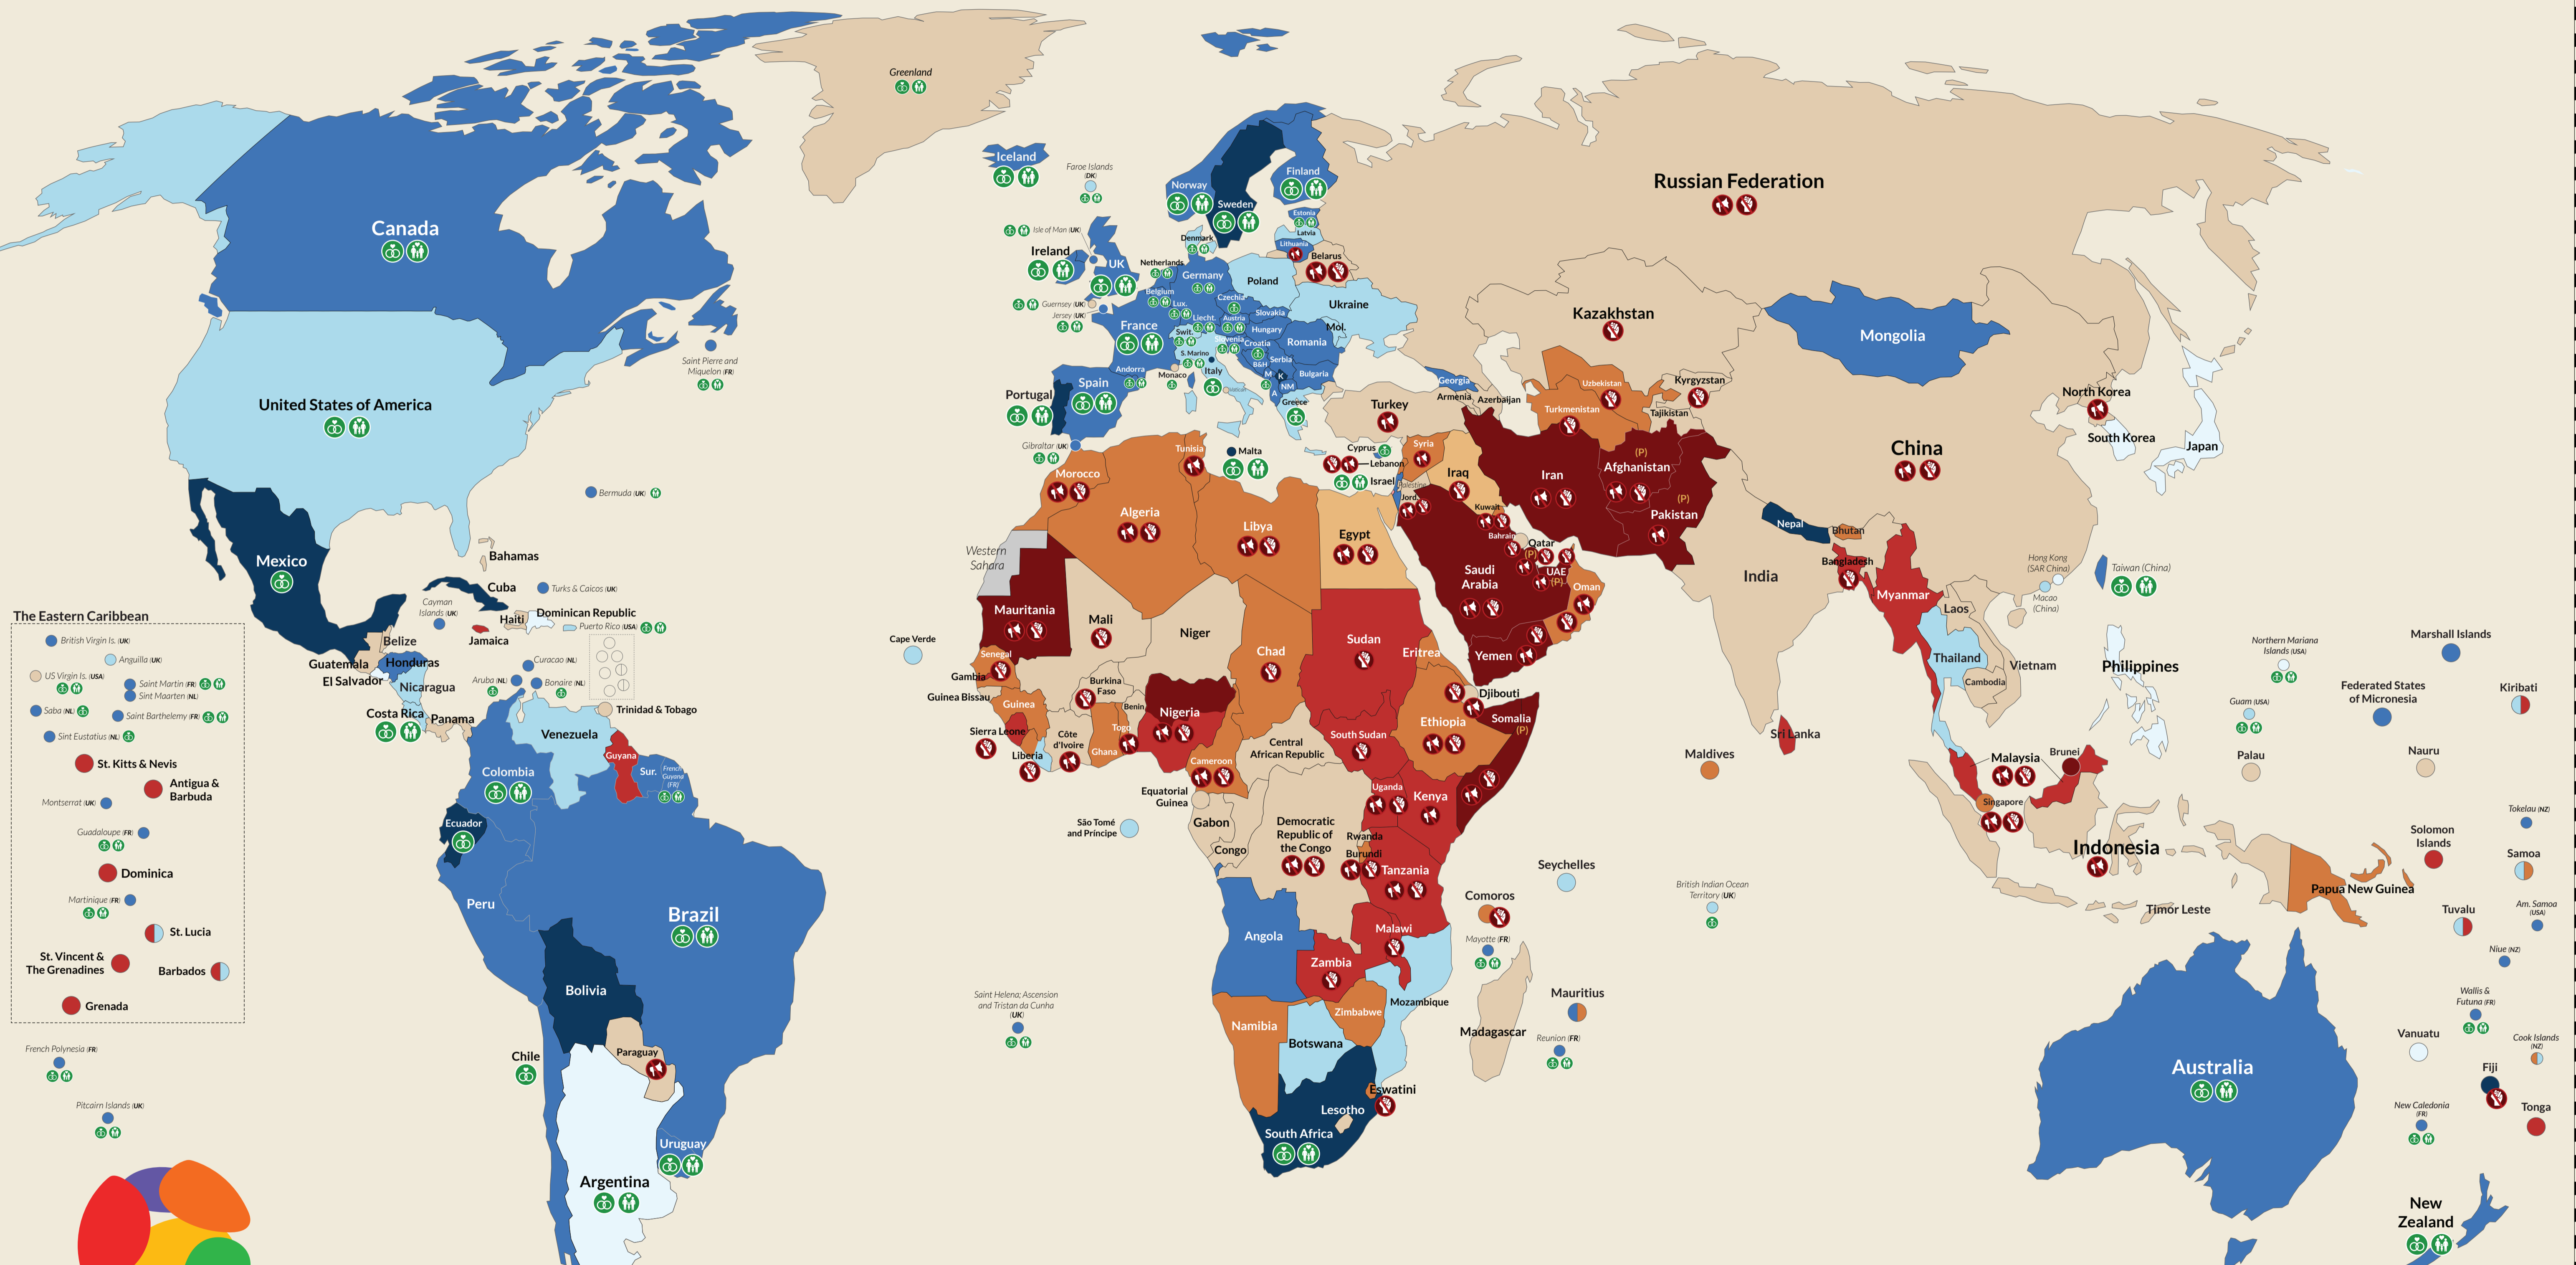 Greenland
Iceland
Faroe Islands
(DK)
Norway
Finland
Sweden
Russian Federation
Canada
Estonia
Latvia
Isle of Man (UK)
Denmark
Lithuania
Ireland
Belarus
UK
Netherlands
Germany
Poland
Belgium
Lux.
Czechia
Guernsey (UK)
Jersey (UK)
Ukraine
Slovakia
Kazakhstan
Liecht.
Austria
France
Hungary
Mol.
Swit.
Slovenia
Croatia
Romania
Mongolia
Saint Pierre and
Miquelon (FR)
S. Marino
Serbia
B&H
Andorra
Monaco
Italy
M
K
Bulgaria
NM
A
Spain
Portugal
Greece
Georgia
Armenia
Azerbaijan
Uzbekistan
Kyrgyzstan
Turkmenistan
Tajikistan
North Korea
South Korea
Japan
United States of America
Turkey
China
Gibraltar (UK)
Tunisia
Malta
Cyprus
Lebanon
Syria
Israel
Palestine
Jord.
Iraq
Iran
(P)
Afghanistan
(P)
Pakistan
Morocco
Bermuda (UK)
Algeria
Libya
Egypt
Kuwait
Bahrain
Qatar
(P)
UAE
(P)
Saudi
Arabia
Oman
Nepal
Bhutan
Bangladesh
India
Hong Kong
(SAR China)
Macao
(China)
Taiwan (China)
Western
Sahara
Mexico
Bahamas
Cuba
Turks & Caicos (UK)
Cayman
Islands (UK)
Haiti
Dominican Republic
Puerto Rico (USA)
Jamaica
Belize
Guatemala
Honduras
El Salvador
Nicaragua
Costa Rica
Panama
Curacao (NL)
Aruba (NL)
Bonaire (NL)
Trinidad & Tobago
The Eastern Caribbean
British Virgin Is. (UK)
Anguilla (UK)
US Virgin Is. (USA)
Saint Martin (FR)
Sint Maarten (NL)
Saba (NL)
Saint Barthelemy (FR)
Sint Eustatius (NL)
St. Kitts & Nevis
Antigua &
Barbuda
Montserrat (UK)
Guadaloupe (FR)
Dominica
Martinique (FR)
St. Lucia
St. Vincent &
The Grenadines
Barbados
Grenada
French Polynesia (FR)
Pitcairn Islands (UK)
Venezuela
Guyana
Sur.
French
Guyana
(FR)
Colombia
Ecuador
Peru
Brazil
Bolivia
Paraguay
Chile
Uruguay
Argentina
Cape Verde
Mauritania
Mali
Niger
Senegal
Gambia
Guinea Bissau
Guinea
Burkina
Faso
Benin
Togo
Sierra Leone
Liberia
Côte
d'Ivoire
Ghana
Nigeria
Chad
Sudan
Eritrea
Yemen
Djibouti
Somalia
(P)
Ethiopia
South Sudan
Central
African Republic
Cameroon
Equatorial
Guinea
São Tomé
and Príncipe
Gabon
Congo
Democratic
Republic of
the Congo
Uganda
Kenya
Rwanda
Burundi
Tanzania
Angola
Zambia
Malawi
Mozambique
Zimbabwe
Namibia
Botswana
Eswatini
Lesotho
South Africa
Saint Helena; Ascension
and Tristan da Cunha
(UK)
Seychelles
Comoros
Mayotte (FR)
Madagascar
Mauritius
Reunion (FR)
British Indian Ocean
Territory (UK)
Maldives
Sri Lanka
Myanmar
Laos
Thailand
Vietnam
Cambodia
Philippines
Malaysia
Brunei
Singapore
Indonesia
Timor Leste
Papua New Guinea
Australia
Northern Mariana
Islands (USA)
Guam (USA)
Palau
Marshall Islands
Federated States
of Micronesia
Kiribati
Nauru
Tokelau (NZ)
Solomon
Islands
Samoa
Tuvalu
Am. Samoa
(USA)
Niue (NZ)
Wallis &
Futuna (FR)
Vanuatu
Cook Islands
(NZ)
Fiji
New Caledonia
(FR)
Tonga
New
Zealand